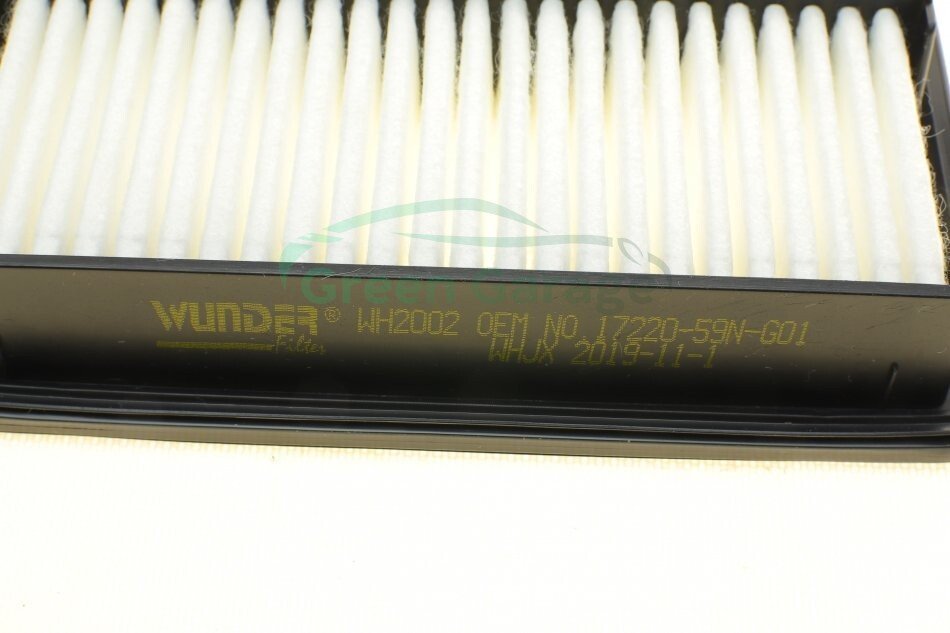 Green Garage
WUNDER® WH2002 OEM NO.17220-59N-G01
Filter WHJX 2019-11-1